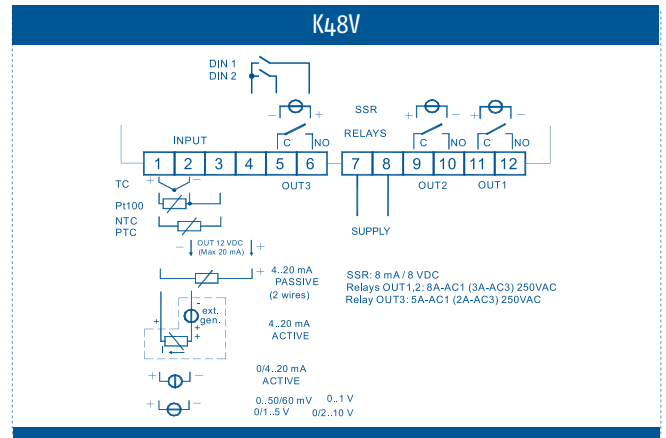 K48V
DIN 1
DIN 2
SSR
- + + - + -
INPUT
RELAYS
C NO C NO C NO
1 2 3 4 5 6 7 8 9 10 11 12
TC + -
OUT3 OUT2 OUT1
Pt100
NTC
PTC
SUPPLY
- OUT 12 VDC +
(Max 20 mA)
+ 4..20 mA
PASSIVE
(2 wires)
SSR: 8 mA / 8 VDC
Relays OUT1,2: 8A-AC1 (3A-AC3) 250VAC
Relay OUT3: 5A-AC1 (2A-AC3) 250VAC
-
ext.
gen.
+ +
+
I
4..20 mA
ACTIVE
0/4..20 mA
ACTIVE
+ -
0..50/60 mV 0..1 V
+ -
0/1..5 V 0/2..10 V